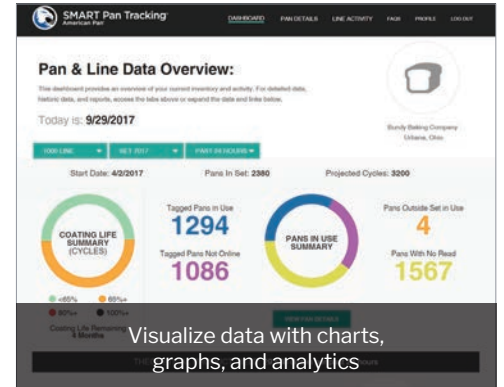 SMART Pan Tracking
American Pan
DASHBOARD PAN DETAILS LINE ACTIVITY FAQS PROFILE LOG OUT
Pan & Line Data Overview:
This dashboard provides an overview of your current inventory and activity. For detailed data,
historic data, and reports, access the tabs above or expand the data and links below.
Today is: 9/29/2017
Bundy Baking Company
Urbana, Ohio
1000 LINE SET 2017 PAST 24 HOURS
Start Date: 4/2/2017 Pans In Set: 2380 Projected Cycles: 3200
COATING LIFE
SUMMARY
(CYCLES)
Tagged Pans in Use
1294
Tagged Pans Not Online
1086
PANS IN USE
SUMMARY
Pans Outside Set in Use
4
Pans With No Read
1567
<65% 65%+
80%+ 100%+
Coating Life Remaining
4 Months
VIEW PAN DETAILS
Visualize data with charts,
graphs, and analytics
hours